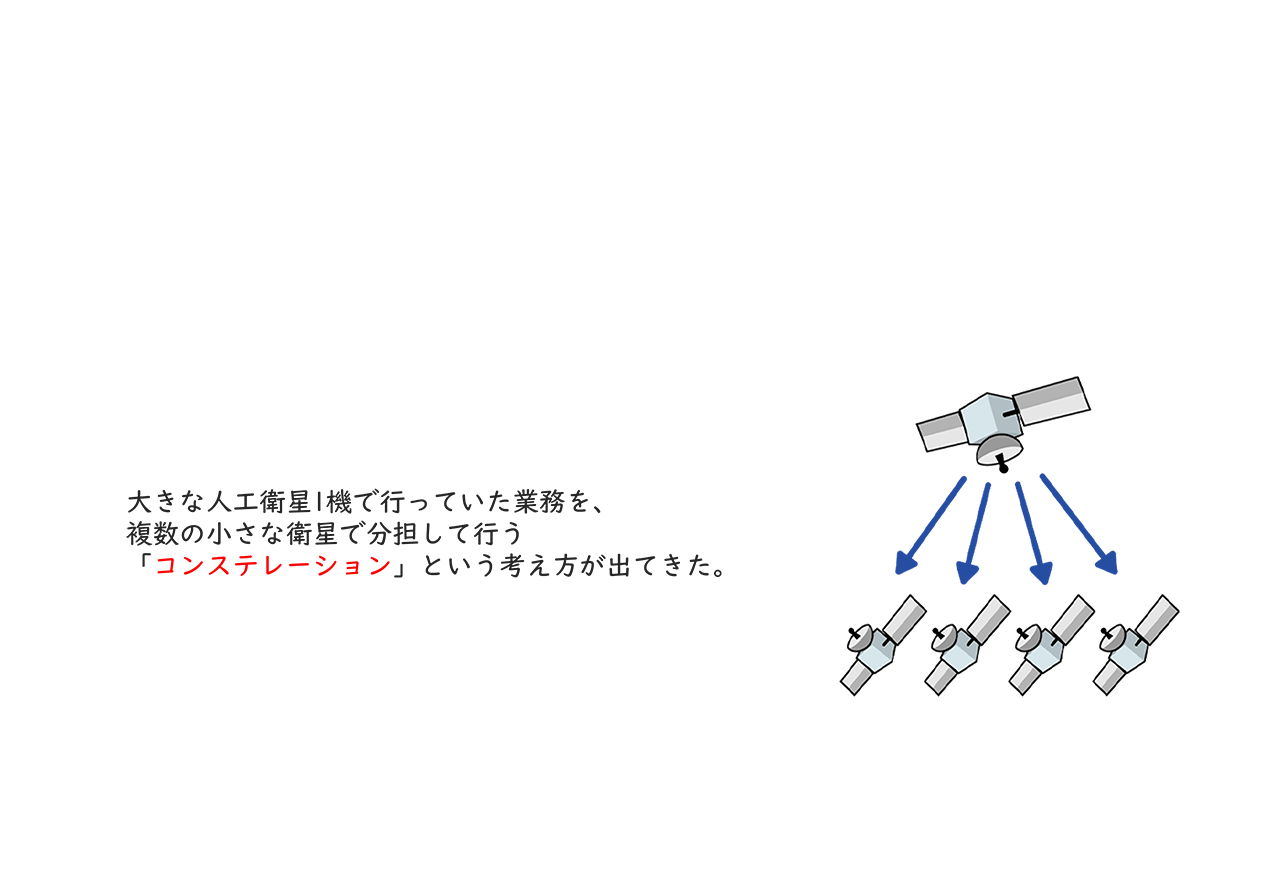 大きな人工衛星1機で行っていた業務を、
複数の小さな衛星で分担して行う
「コンステレーション」という考え方が出てきた。